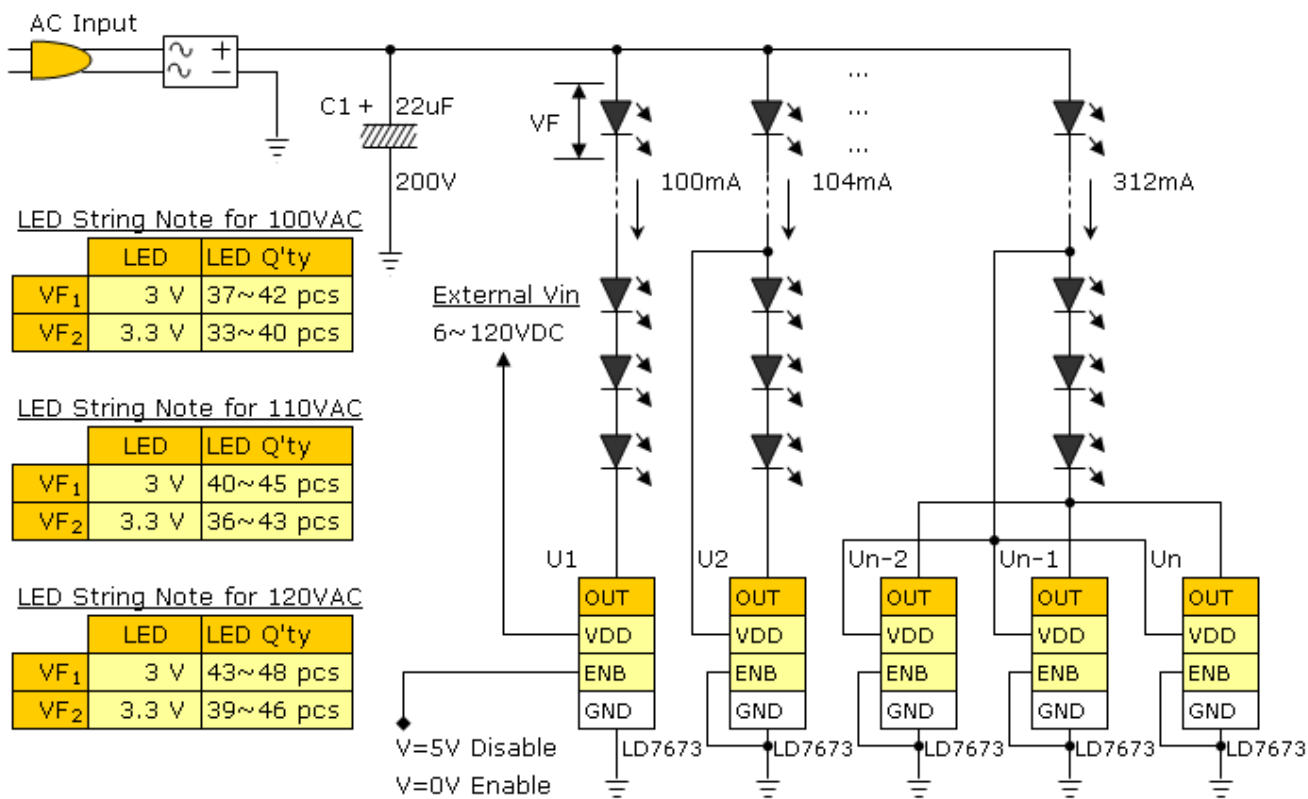 AC Input
C1 + 22uF
200V
VF
...
...
...
100mA
104mA
312mA
LED String Note for 100VAC
LED LED Q'ty
VF1 3 V 37~42 pcs
VF2 3.3 V 33~40 pcs
External Vin
6~120VDC
LED String Note for 110VAC
LED LED Q'ty
VF1 3 V 40~45 pcs
VF2 3.3 V 36~43 pcs
LED String Note for 120VAC
LED LED Q'ty
VF1 3 V 43~48 pcs
VF2 3.3 V 39~46 pcs
U1 U2 Un-2 Un-1 Un
OUT OUT OUT OUT OUT
VDD VDD VDD VDD VDD
ENB ENB ENB ENB ENB
GND GND GND GND GND
LD7673 LD7673 LD7673 LD7673 LD7673
V=5V Disable
V=0V Enable